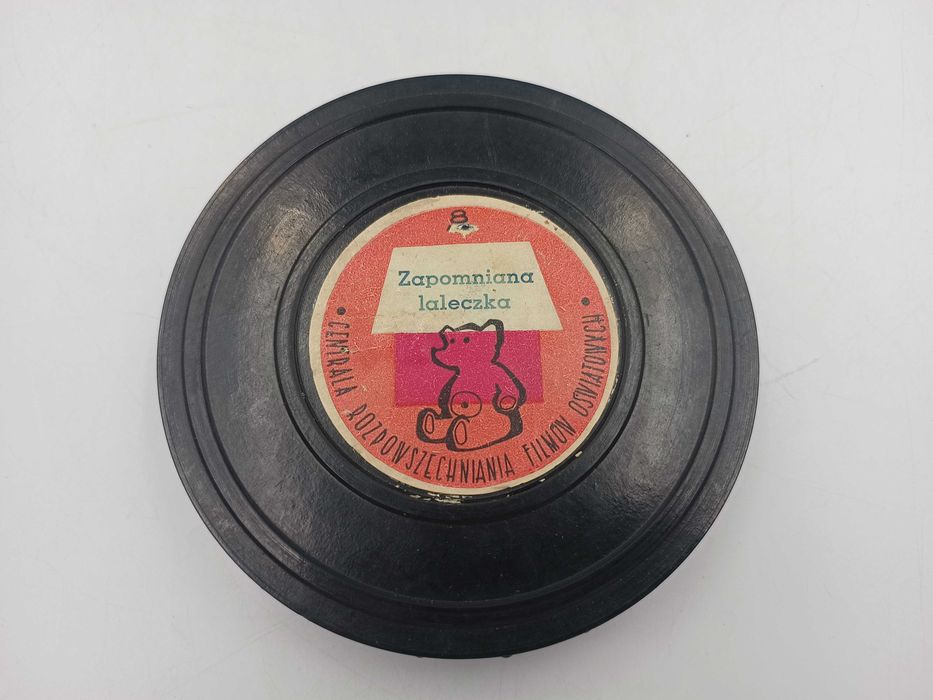 8
Zapomniana
laleczka
• CENTRALA ROZPOWSZECHNIANIA FILMÓW OŚWIATOWYCH •